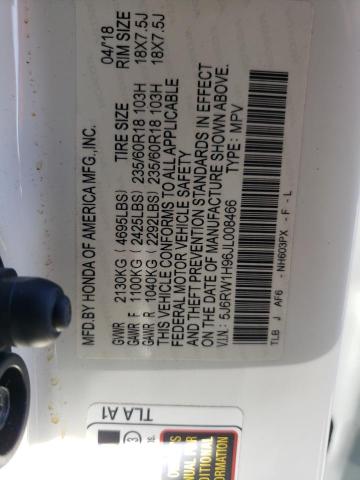 MFD. BY HONDA OF AMERICA MFG., INC. 04/18
TIRE SIZE RIM SIZE
GVWR 2130KG (4695LBS)
GAWR F 1100KG (2425LBS) 235/60R18 103H 18X7.5J
GAWR R 1040KG (2292LBS) 235/60R18 103H 18X7.5J
THIS VEHICLE CONFORMS TO ALL APPLICABLE
FEDERAL MOTOR VEHICLE SAFETY
AND THEFT PREVENTION STANDARDS IN EFFECT
ON THE DATE OF MANUFACTURE SHOWN ABOVE.
V.I.N.: 5J6RW1H96JL008466 TYPE: MPV
TLB J AF6 - NH603PX - F - L
TLA A1